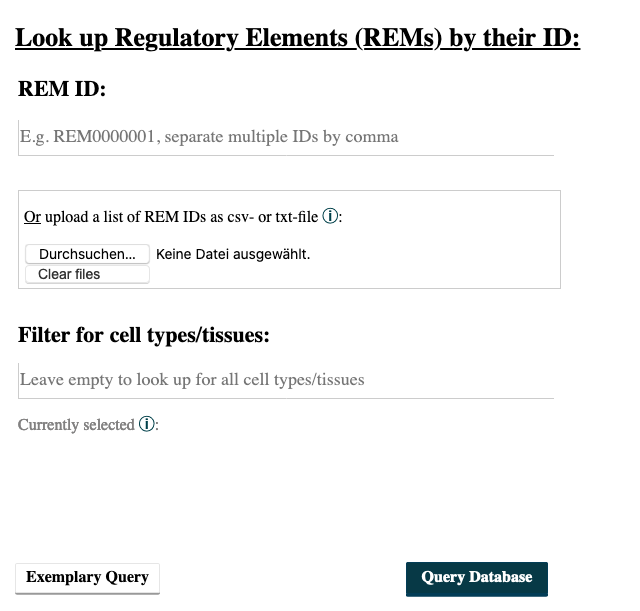 Look up Regulatory Elements (REMs) by their ID:
REM ID:
E.g. REM0000001, separate multiple IDs by comma
Or upload a list of REM IDs as csv- or txt-file ⓘ:
Durchsuchen... Keine Datei ausgewählt.
Clear files
Filter for cell types/tissues:
Leave empty to look up for all cell types/tissues
Currently selected ⓘ:
Exemplary Query
Query Database